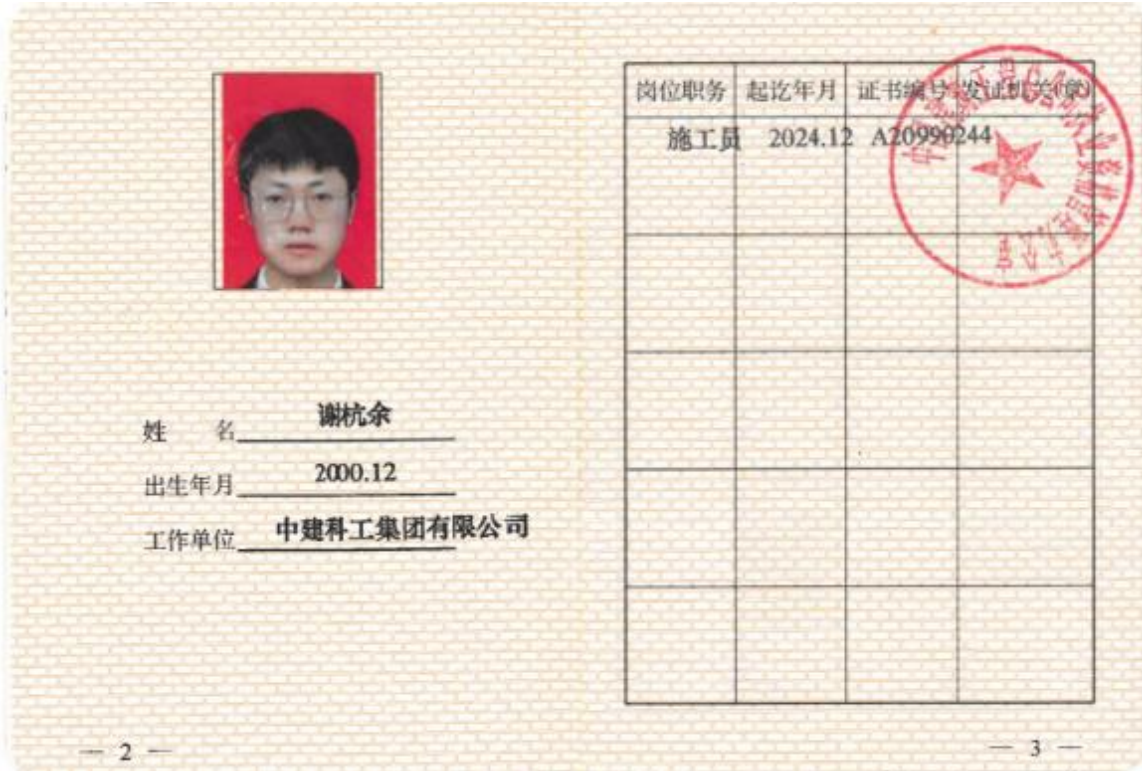 姓 名 谢杭余
出生年月 2000.12
工作单位 中建科工集团有限公司
— 2 —
岗位职务 起讫年月 证书编号 发证机关(章)
施工员 2024.12 A20990244
— 3 —